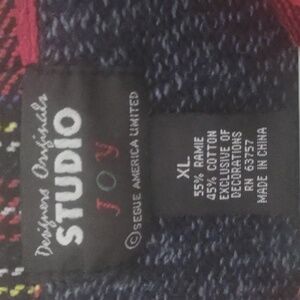 Designers Originals
STUDIO
JOY
©SEGUE AMERICA LIMITED
XL
55% RAMIE
45% COTTON
EXCLUSIVE OF
DECORATIONS
RN 63757
MADE IN CHINA